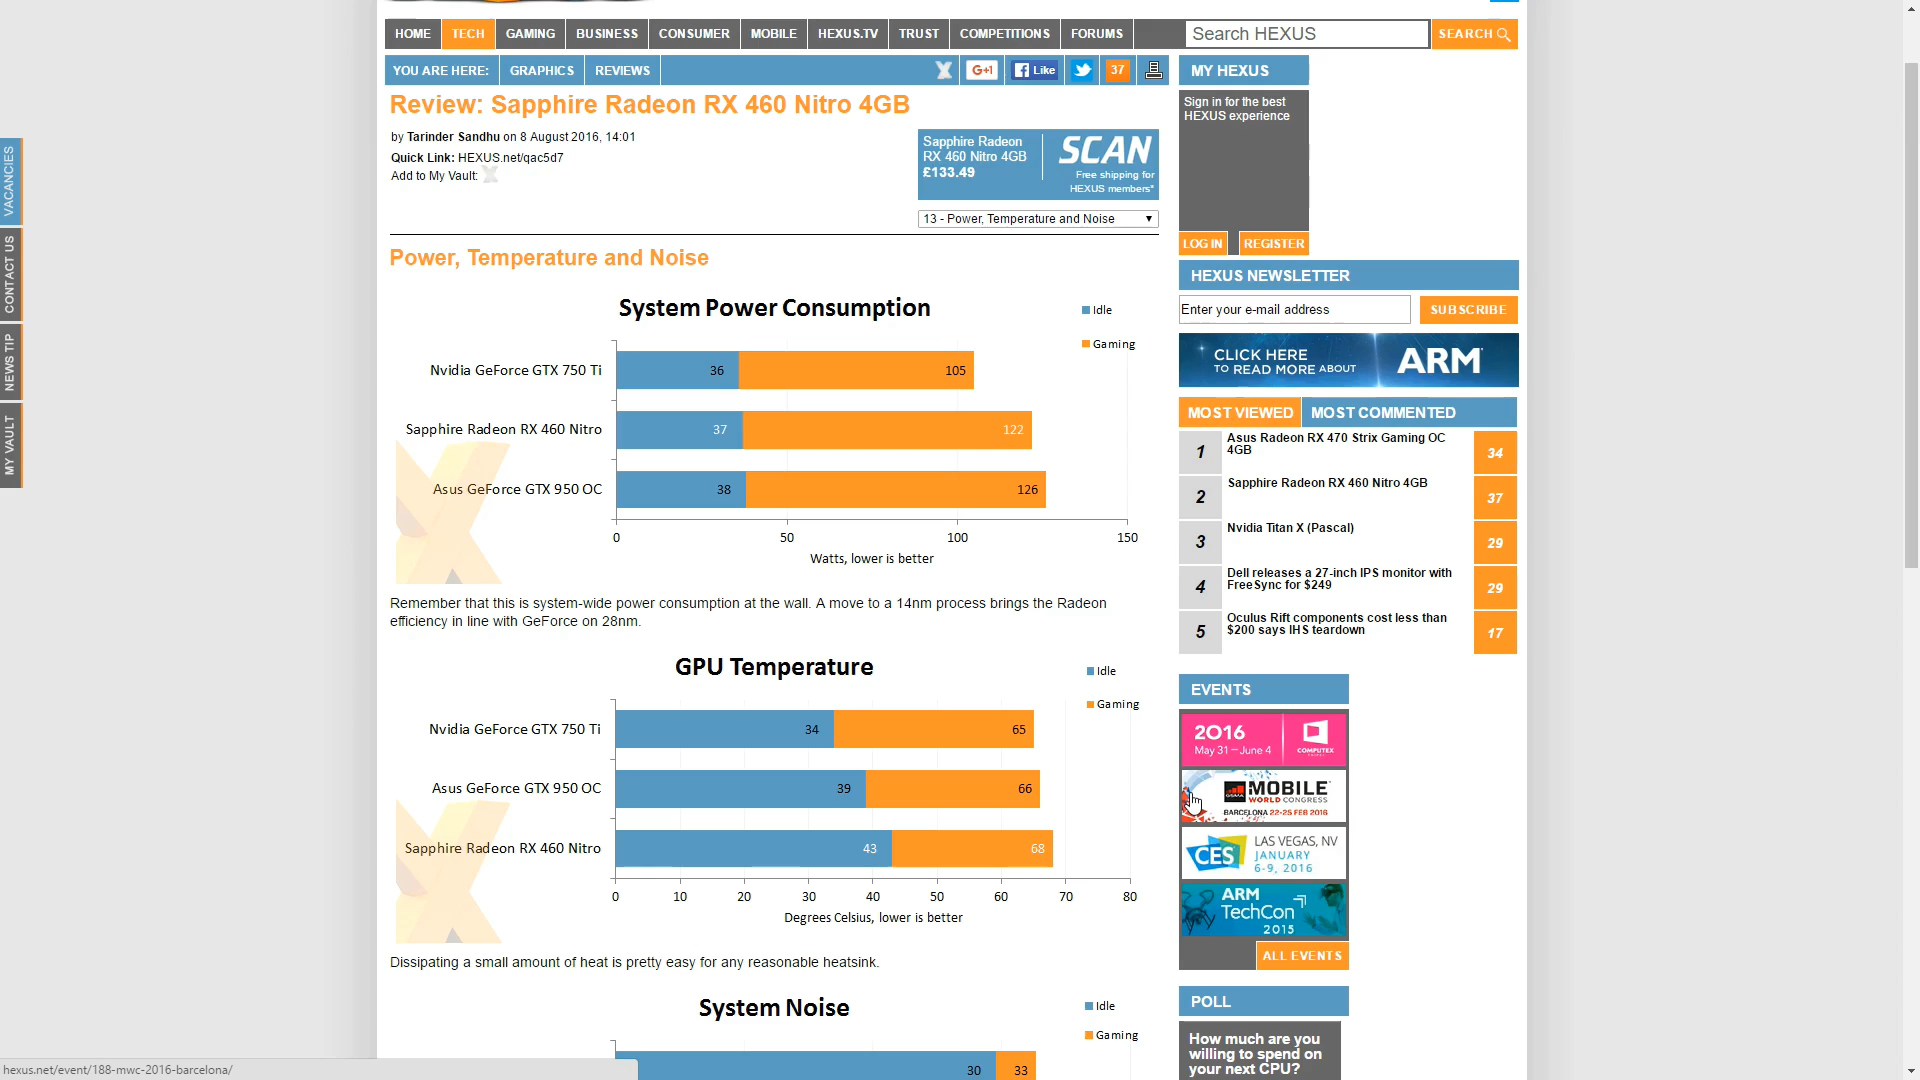 HOME TECH GAMING BUSINESS CONSUMER MOBILE HEXUS.TV TRUST COMPETITIONS FORUMS Search HEXUS SEARCH
YOU ARE HERE: GRAPHICS REVIEWS G+1 Like 37 MY HEXUS
Review: Sapphire Radeon RX 460 Nitro 4GB
by Tarinder Sandhu on 8 August 2016, 14:01
Quick Link: HEXUS.net/qac5d7
Add to My Vault:
Sapphire Radeon
RX 460 Nitro 4GB
£133.49
SCAN
Free shipping for
HEXUS members*
13 - Power, Temperature and Noise
Sign in for the best
HEXUS experience
LOG IN REGISTER
VACANCIES
CONTACT US
NEWS TIP
MY VAULT
Power, Temperature and Noise
System Power Consumption
Idle
Gaming
Nvidia GeForce GTX 750 Ti 36 105
Sapphire Radeon RX 460 Nitro 37 122
Asus GeForce GTX 950 OC 38 126
0 50 100 150
Watts, lower is better
Remember that this is system-wide power consumption at the wall. A move to a 14nm process brings the Radeon
efficiency in line with GeForce on 28nm.
GPU Temperature
Idle
Gaming
Nvidia GeForce GTX 750 Ti 34 65
Asus GeForce GTX 950 OC 39 66
Sapphire Radeon RX 460 Nitro 43 68
0 10 20 30 40 50 60 70 80
Degrees Celsius, lower is better
Dissipating a small amount of heat is pretty easy for any reasonable heatsink.
System Noise
Idle
Gaming
30 33
HEXUS NEWSLETTER
Enter your e-mail address SUBSCRIBE
CLICK HERE
TO READ MORE ABOUT
ARM
MOST VIEWED MOST COMMENTED
1 Asus Radeon RX 470 Strix Gaming OC
4GB 34
2 Sapphire Radeon RX 460 Nitro 4GB 37
3 Nvidia Titan X (Pascal) 29
4 Dell releases a 27-inch IPS monitor with
FreeSync for $249 29
5 Oculus Rift components cost less than
$200 says IHS teardown 17
EVENTS
2016
May 31 - June 4
COMPUTEX
GSMA
MOBILE
WORLD CONGRESS
BARCELONA 22-25 FEB 2016
CES
LAS VEGAS, NV
JANUARY
6-9, 2016
ARM
TechCon
2015
ALL EVENTS
POLL
How much are you
willing to spend on
your next CPU?
hexus.net/event/188-mwc-2016-barcelona/